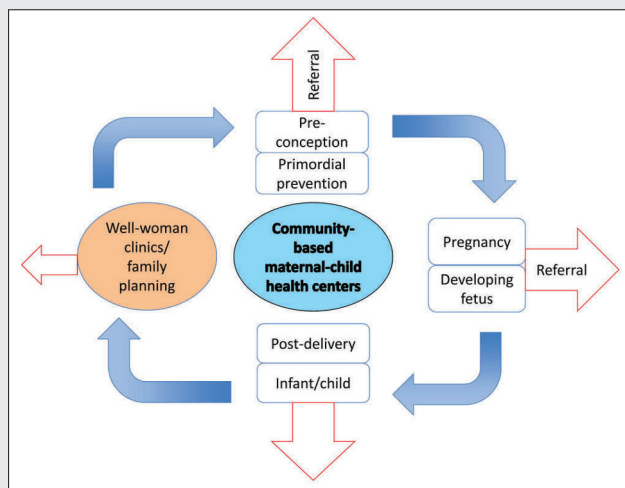 Referral
Pre-
conception
Primordial
prevention
Well-woman
clinics/
family
planning
Community-
based
maternal-child
health centers
Pregnancy
Developing
fetus
Referral
Post-delivery
Infant/child